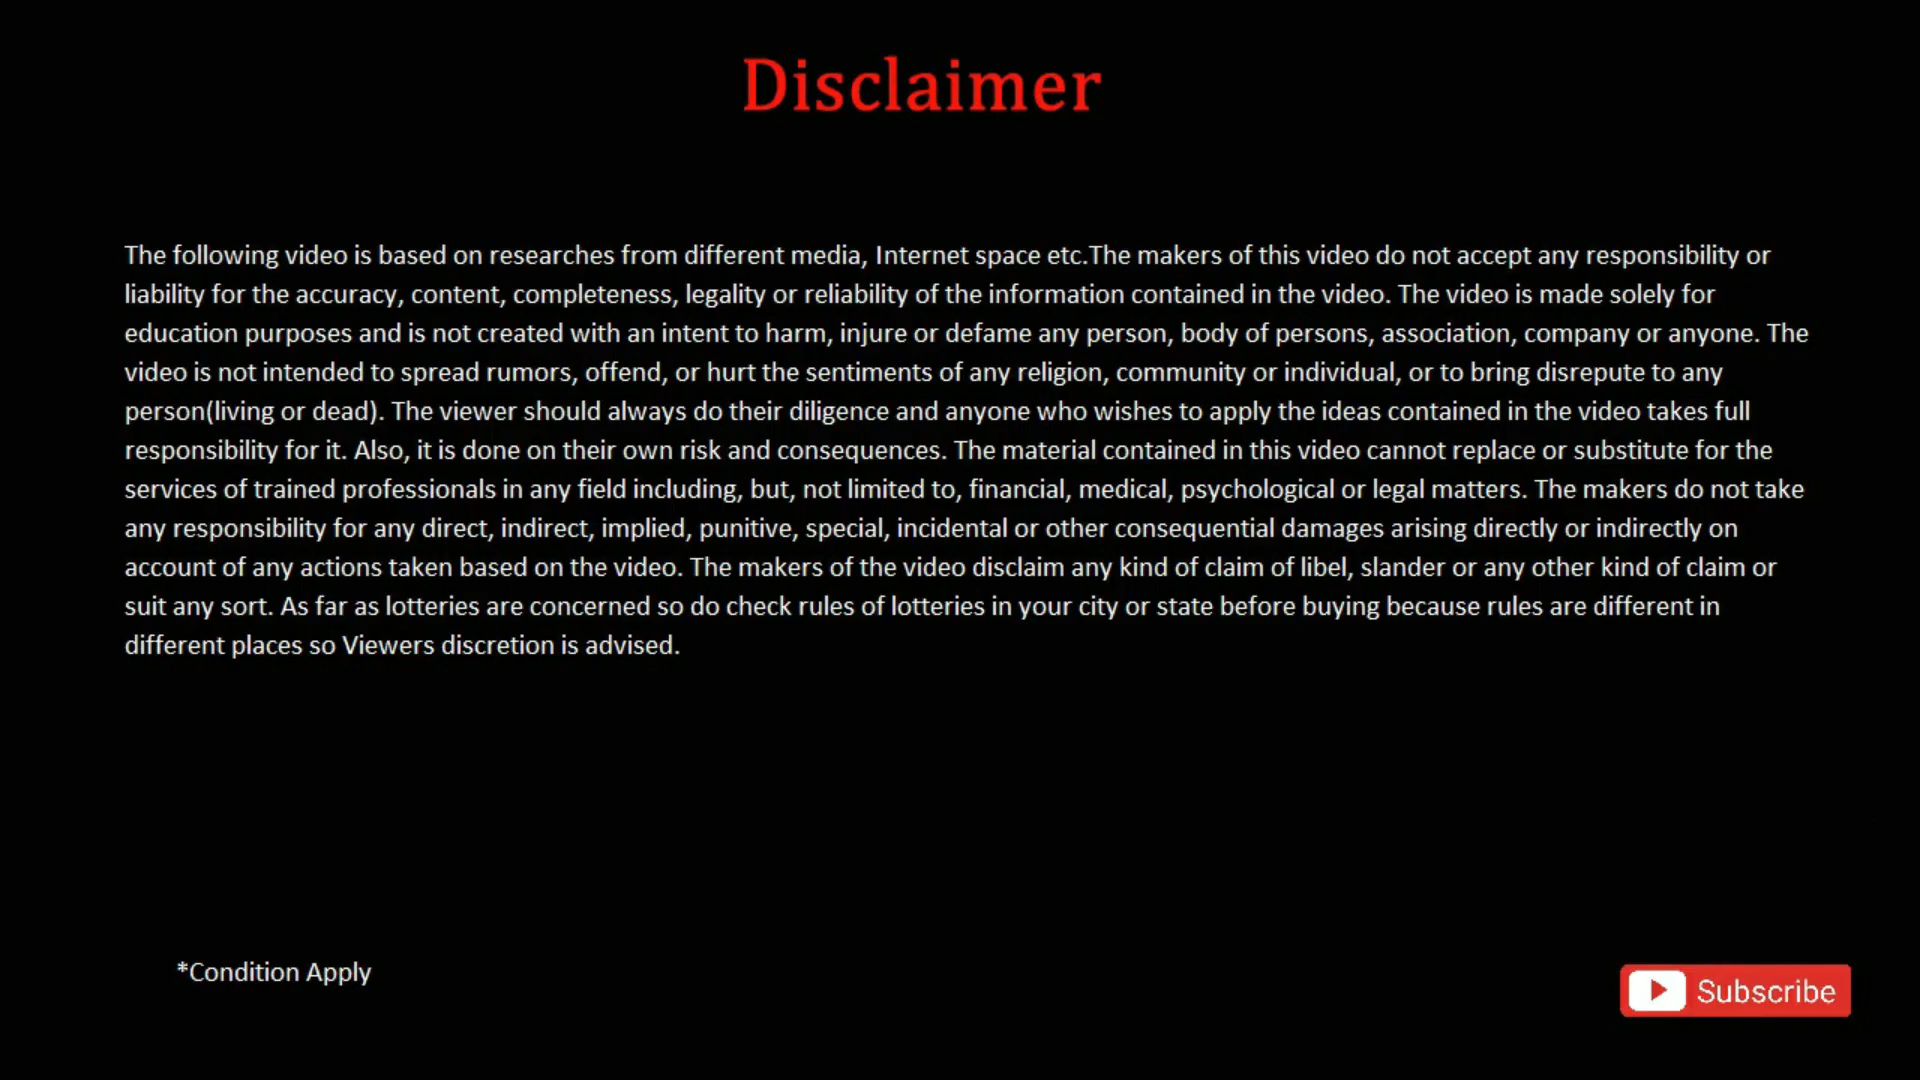 Disclaimer
The following video is based on researches from different media, Internet space etc.The makers of this video do not accept any responsibility or
liability for the accuracy, content, completeness, legality or reliability of the information contained in the video. The video is made solely for
education purposes and is not created with an intent to harm, injure or defame any person, body of persons, association, company or anyone. The
video is not intended to spread rumors, offend, or hurt the sentiments of any religion, community or individual, or to bring disrepute to any
person(living or dead). The viewer should always do their diligence and anyone who wishes to apply the ideas contained in the video takes full
responsibility for it. Also, it is done on their own risk and consequences. The material contained in this video cannot replace or substitute for the
services of trained professionals in any field including, but, not limited to, financial, medical, psychological or legal matters. The makers do not take
any responsibility for any direct, indirect, implied, punitive, special, incidental or other consequential damages arising directly or indirectly on
account of any actions taken based on the video. The makers of the video disclaim any kind of claim of libel, slander or any other kind of claim or
suit any sort. As far as lotteries are concerned so do check rules of lotteries in your city or state before buying because rules are different in
different places so Viewers discretion is advised.
*Condition Apply
Subscribe